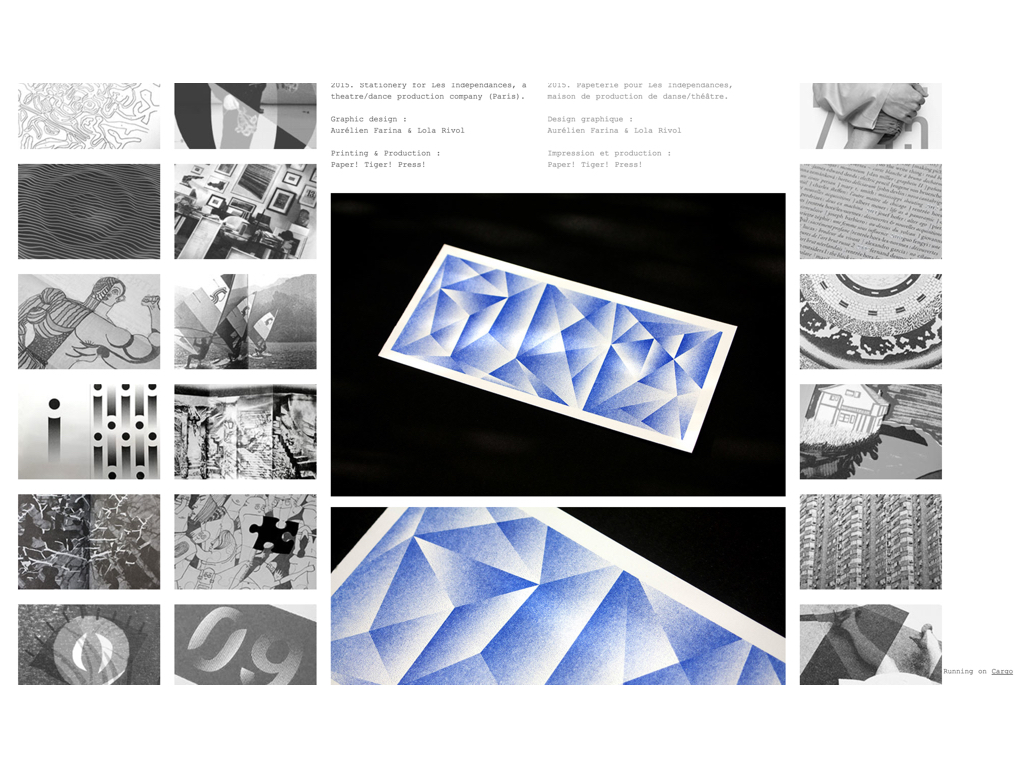 2015. Stationery for Les Indépendances, a
theatre/dance production company (Paris).
Graphic design :
Aurélien Farina & Lola Rivol
Printing & Production :
Paper! Tiger! Press!
2015. Papeterie pour Les Indépendances,
maison de production de danse/théâtre.
Design graphique :
Aurélien Farina & Lola Rivol
Impression et production :
Paper! Tiger! Press!
09
i
Running on Cargo